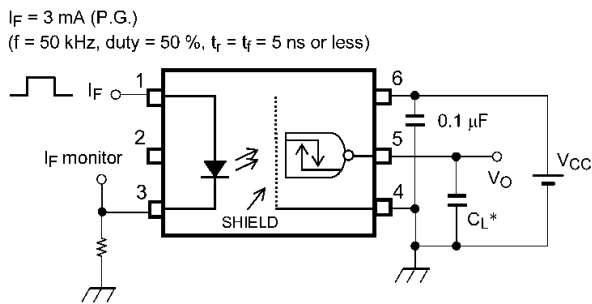 IF = 3 mA (P.G.)
(f = 50 kHz, duty = 50 %, tr = tf = 5 ns or less)
IF
1
2
IF monitor
3
SHIELD
6
0.1 μF
5
VO
VCC
4
CL*